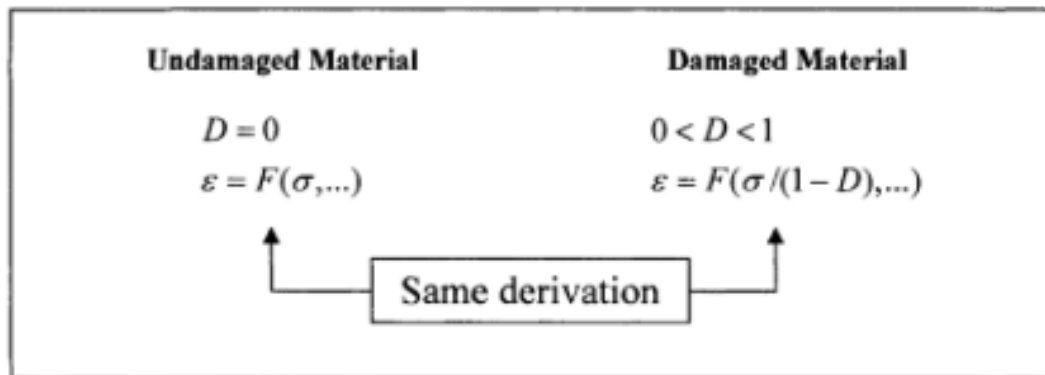 Undamaged Material
Damaged Material
D = 0
0 < D < 1
ε = F(σ,...)
ε = F(σ/(1−D),...)
Same derivation